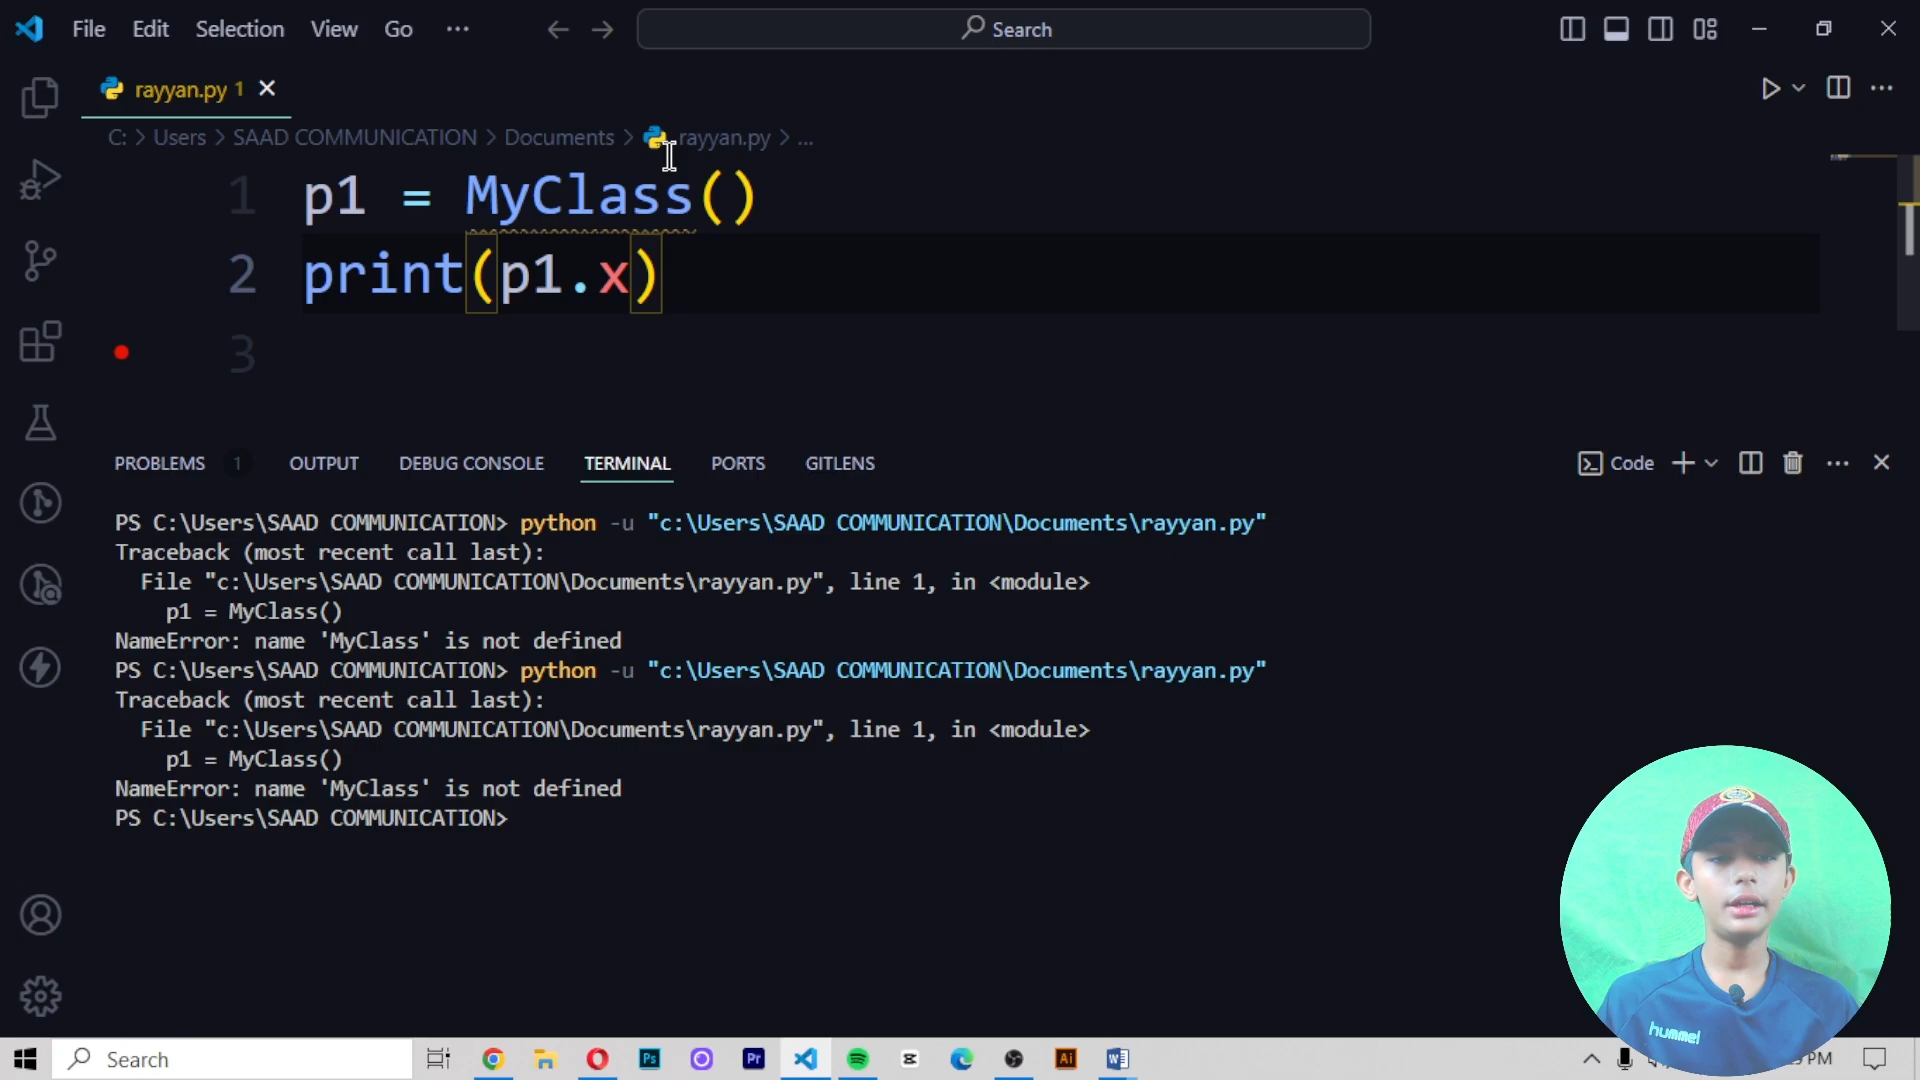 File Edit Selection View Go ... Search
rayyan.py 1
C: > Users > SAAD COMMUNICATION > Documents > rayyan.py > ...
1 p1 = MyClass()
2 print(p1.x)
3
PROBLEMS 1 OUTPUT DEBUG CONSOLE TERMINAL PORTS GITLENS Code
PS C:\Users\SAAD COMMUNICATION> python -u "c:\Users\SAAD COMMUNICATION\Documents\rayyan.py"
Traceback (most recent call last):
File "c:\Users\SAAD COMMUNICATION\Documents\rayyan.py", line 1, in <module>
p1 = MyClass()
NameError: name 'MyClass' is not defined
PS C:\Users\SAAD COMMUNICATION> python -u "c:\Users\SAAD COMMUNICATION\Documents\rayyan.py"
Traceback (most recent call last):
File "c:\Users\SAAD COMMUNICATION\Documents\rayyan.py", line 1, in <module>
p1 = MyClass()
NameError: name 'MyClass' is not defined
PS C:\Users\SAAD COMMUNICATION>
hummel
Search Ps Pr Ai PM